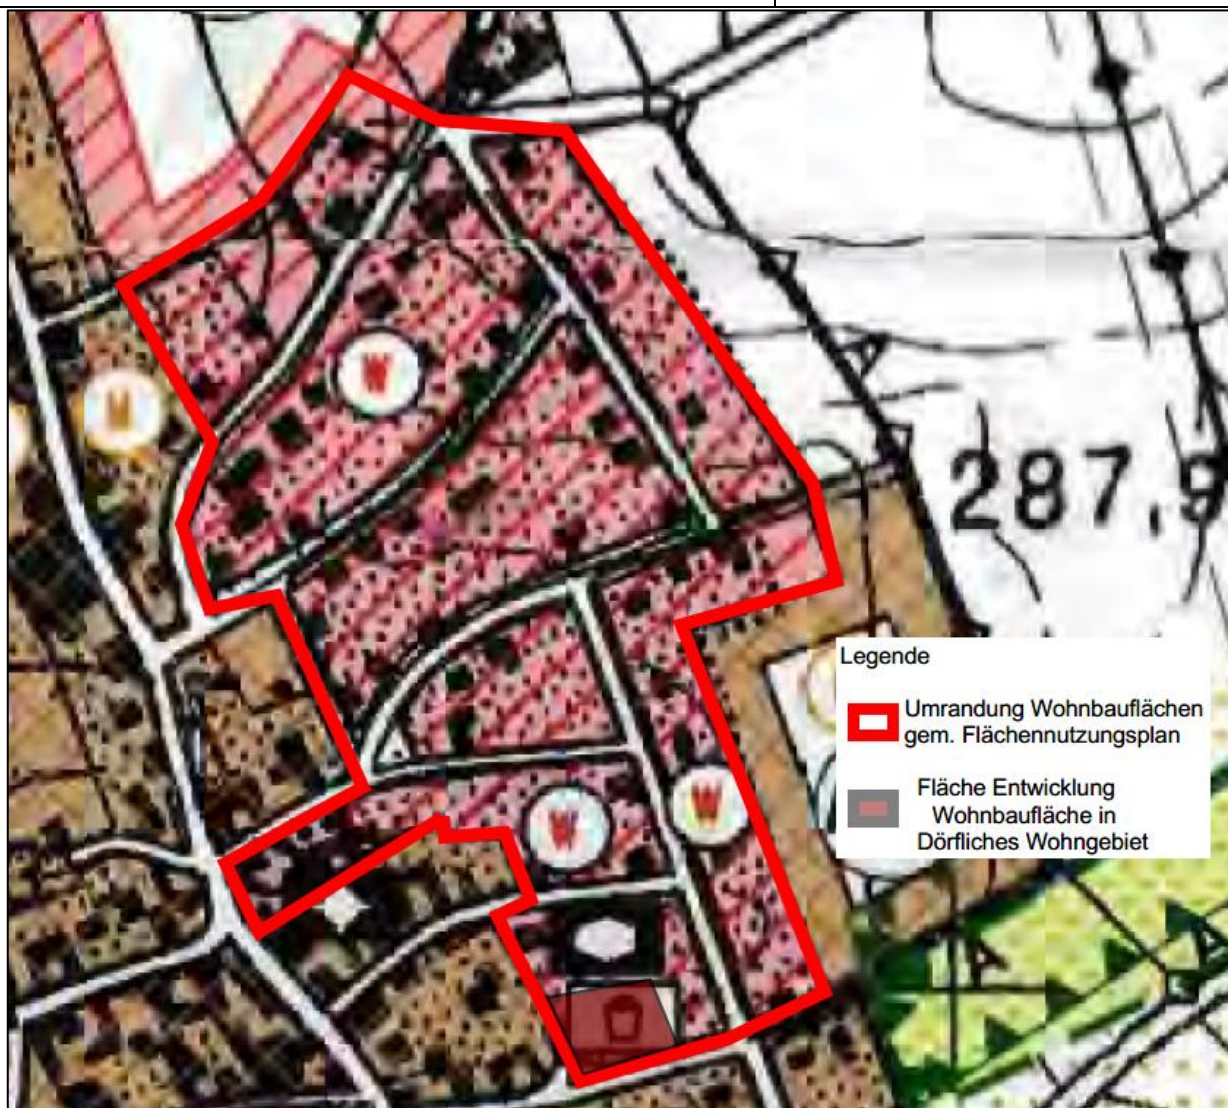 W
M
287,9
W
W
Legende
Umrandung Wohnbauflächen
gem. Flächennutzungsplan
Fläche Entwicklung
Wohnbaufläche in
Dörfliches Wohngebiet